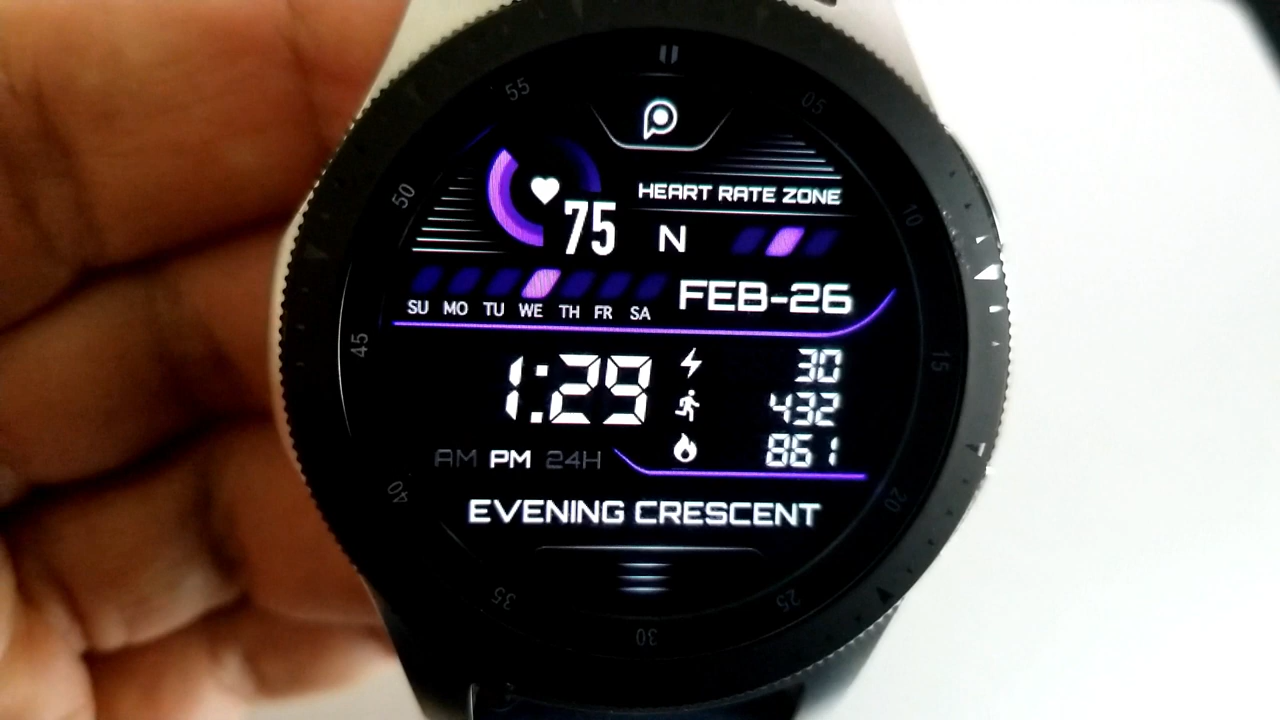 55
05
50
HEART RATE ZONE
10
75
N
SU MO TU WE TH FR SA
FEB-26
45
15
1:29
30
432
861
AM PM 24H
40
20
EVENING CRESCENT
35
25
30